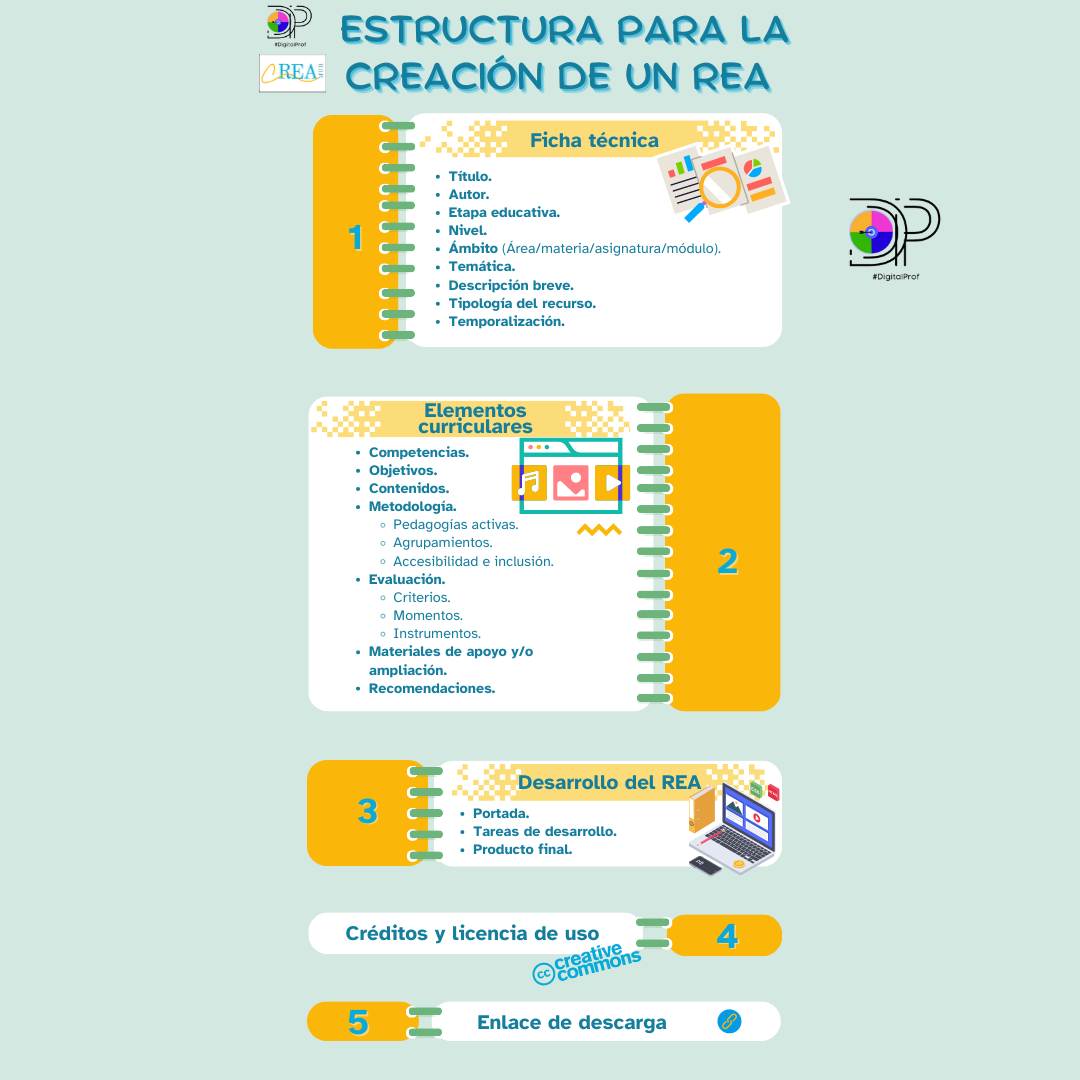 #DigitalProf
CREA
ESTRUCTURA PARA LA
CREACIÓN DE UN REA
#DigitalProf
1
Ficha técnica
• Título.
• Autor.
• Etapa educativa.
• Nivel.
• Ámbito (Área/materia/asignatura/módulo).
• Temática.
• Descripción breve.
• Tipología del recurso.
• Temporalización.
Elementos
curriculares
• Competencias.
• Objetivos.
• Contenidos.
• Metodología.
◦ Pedagogías activas.
◦ Agrupamientos.
◦ Accesibilidad e inclusión.
• Evaluación.
◦ Criterios.
◦ Momentos.
◦ Instrumentos.
• Materiales de apoyo y/o
ampliación.
• Recomendaciones.
2
3
Desarrollo del REA
• Portada.
• Tareas de desarrollo.
• Producto final.
Créditos y licencia de uso
4
cc creative
commons
5
Enlace de descarga